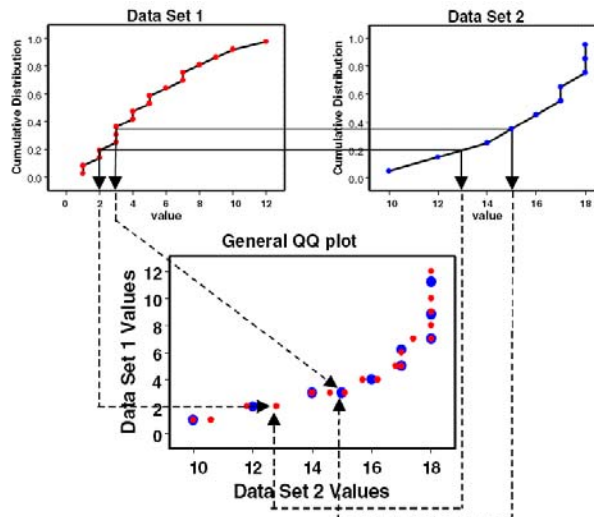 Data Set 1
Cumulative Distribution
1.0
0.8
0.6
0.4
0.2
0.0
0 2 4 6 8 10 12
value
Data Set 2
Cumulative Distribution
1.0
0.8
0.6
0.4
0.2
0.0
10 12 14 16 18
value
General QQ plot
Data Set 1 Values
12
10
8
6
4
2
0
10 12 14 16 18
Data Set 2 Values